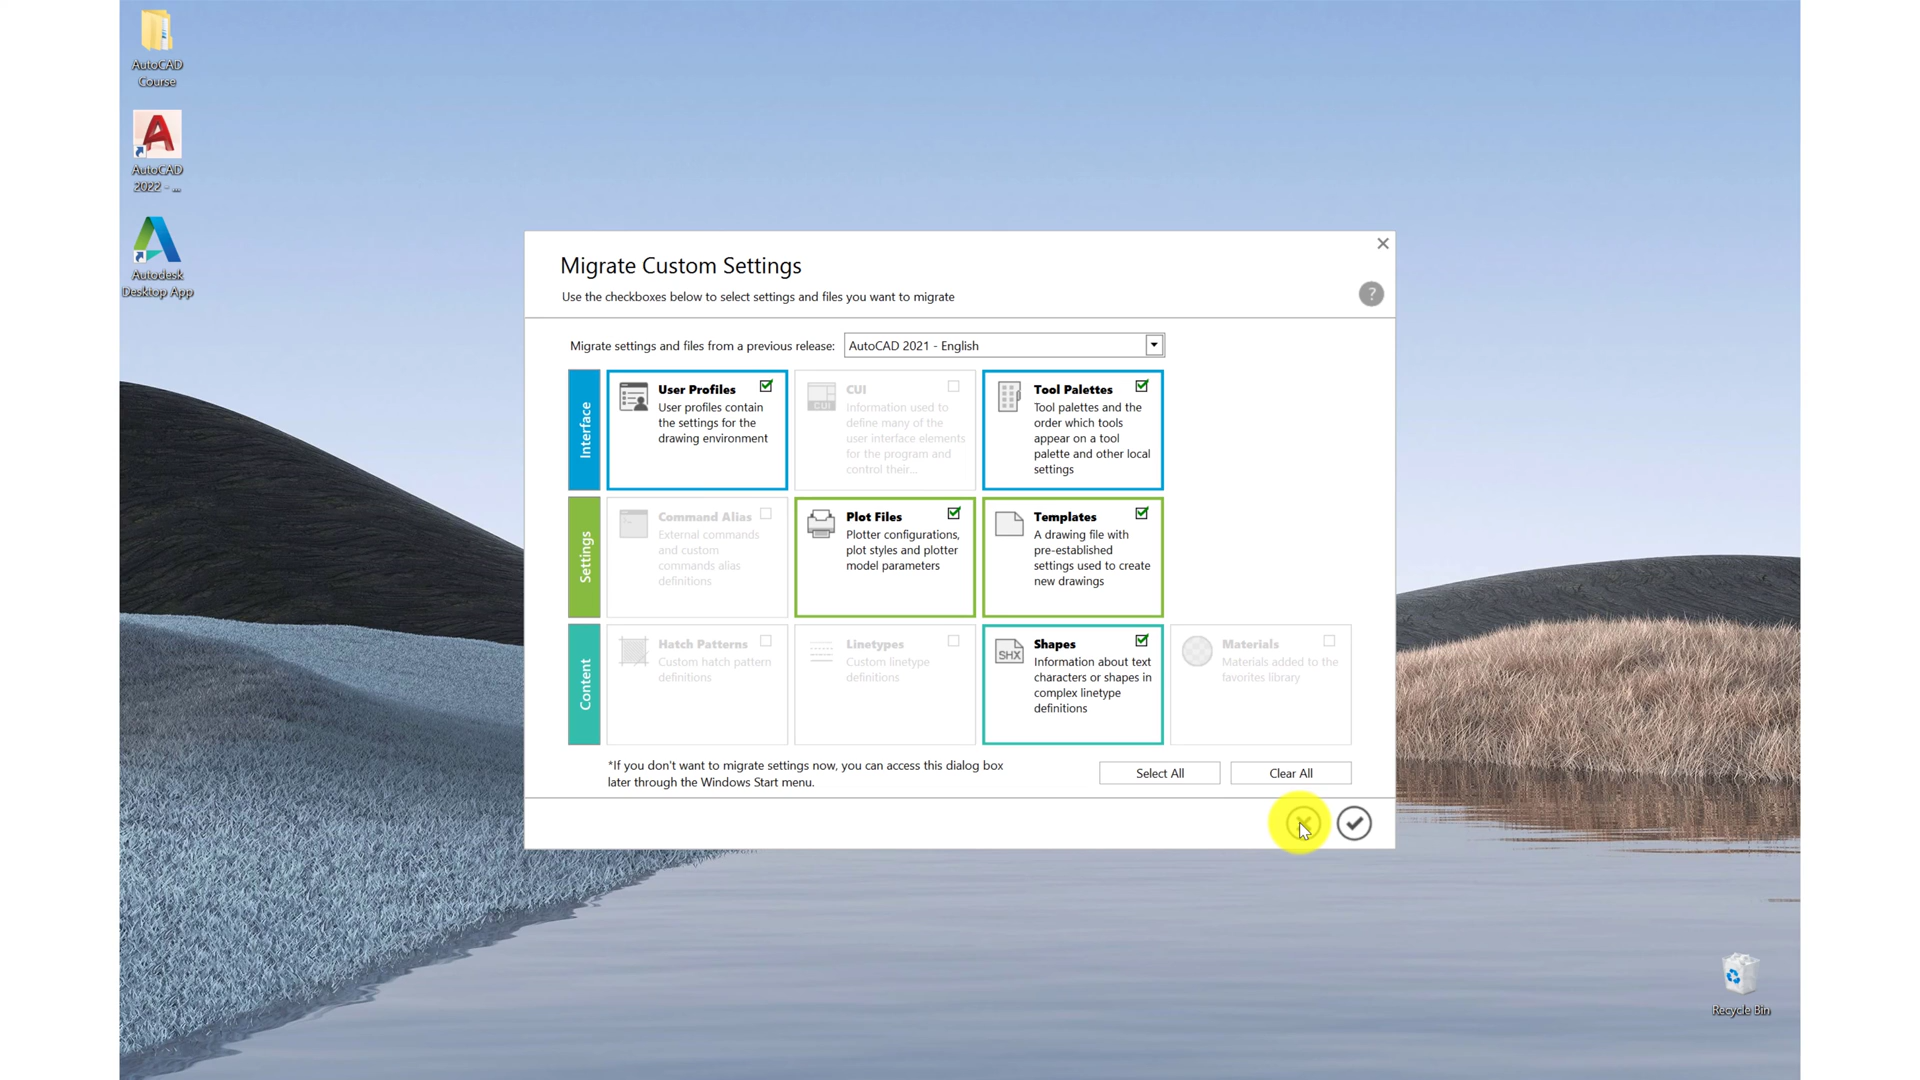 AutoCAD
Course
AutoCAD
2022 - ...
Autodesk
Desktop App
Migrate Custom Settings
Use the checkboxes below to select settings and files you want to migrate
?
Migrate settings and files from a previous release:
AutoCAD 2021 - English
Interface
User Profiles
User profiles contain
the settings for the
drawing environment
CUI
CUI
Information used to
define many of the
user interface elements
for the program and
control their...
Tool Palettes
Tool palettes and the
order which tools
appear on a tool
palette and other local
settings
Settings
Command Alias
External commands
and custom
commands alias
definitions
Plot Files
Plotter configurations,
plot styles and plotter
model parameters
Templates
A drawing file with
pre-established
settings used to create
new drawings
Content
Hatch Patterns
Custom hatch pattern
definitions
Linetypes
Custom linetype
definitions
SHX
Shapes
Information about text
characters or shapes in
complex linetype
definitions
Materials
Materials added to the
favorites library
*If you don't want to migrate settings now, you can access this dialog box
later through the Windows Start menu.
Select All
Clear All
Recycle Bin